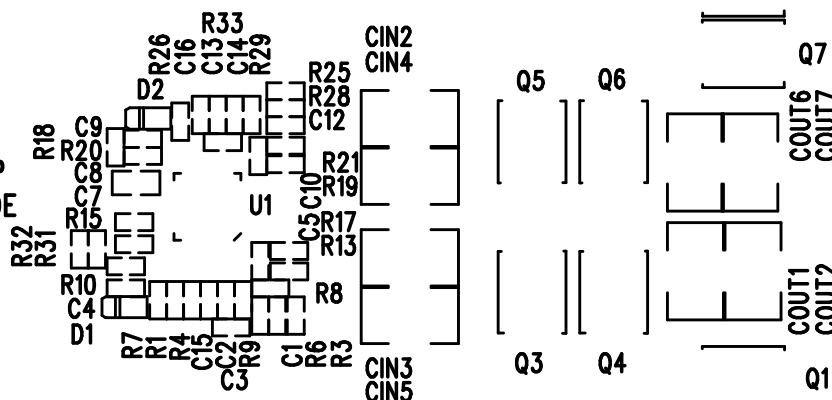 R33
R26
C16
C13
C14
R29
CIN2
CIN4
R25
R28
C12
D2
Q5
Q6
Q7
COUT6
COUT7
R18
C9
R20
C8
C7
R21
R19
C10
U1
C5
R17
R13
R15
R32
R31
R10
C4
D1
R8
COUT1
COUT2
R7
R1
R4
C15
C2
R9
C3
C1
R6
R3
CIN3
CIN5
Q3
Q4
Q1